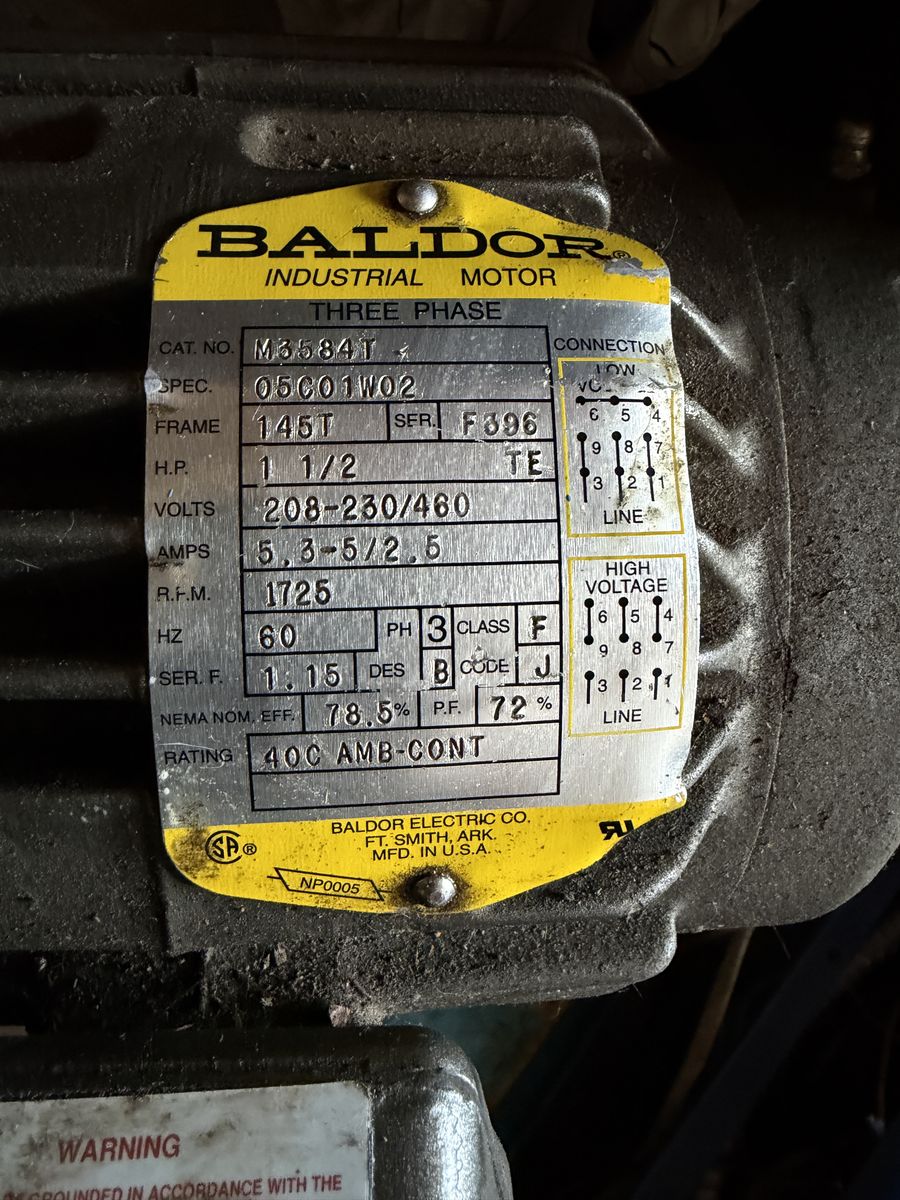 BALDOR®
INDUSTRIAL MOTOR
THREE PHASE
CAT. NO. M3584T
SPEC. 05C01W02
FRAME 145T SER. F396
H.P. 1 1/2 TE
VOLTS 208-230/460
AMPS 5.3-5/2.5
R.P.M. 1725
HZ 60 PH 3 CLASS F
SER. F. 1.15 DES B CODE J
NEMA NOM. EFF. 78.5% P.F. 72%
RATING 40C AMB-CONT
CONNECTION
LOW
6 5 4
9 8 7
3 2 1
LINE
HIGH
VOLTAGE
6 5 4
9 8 7
3 2 1
LINE
BALDOR ELECTRIC CO.
FT. SMITH, ARK.
MFD. IN U.S.A.
SA®
NP0005
WARNING
GROUNDED IN ACCORDANCE WITH THE